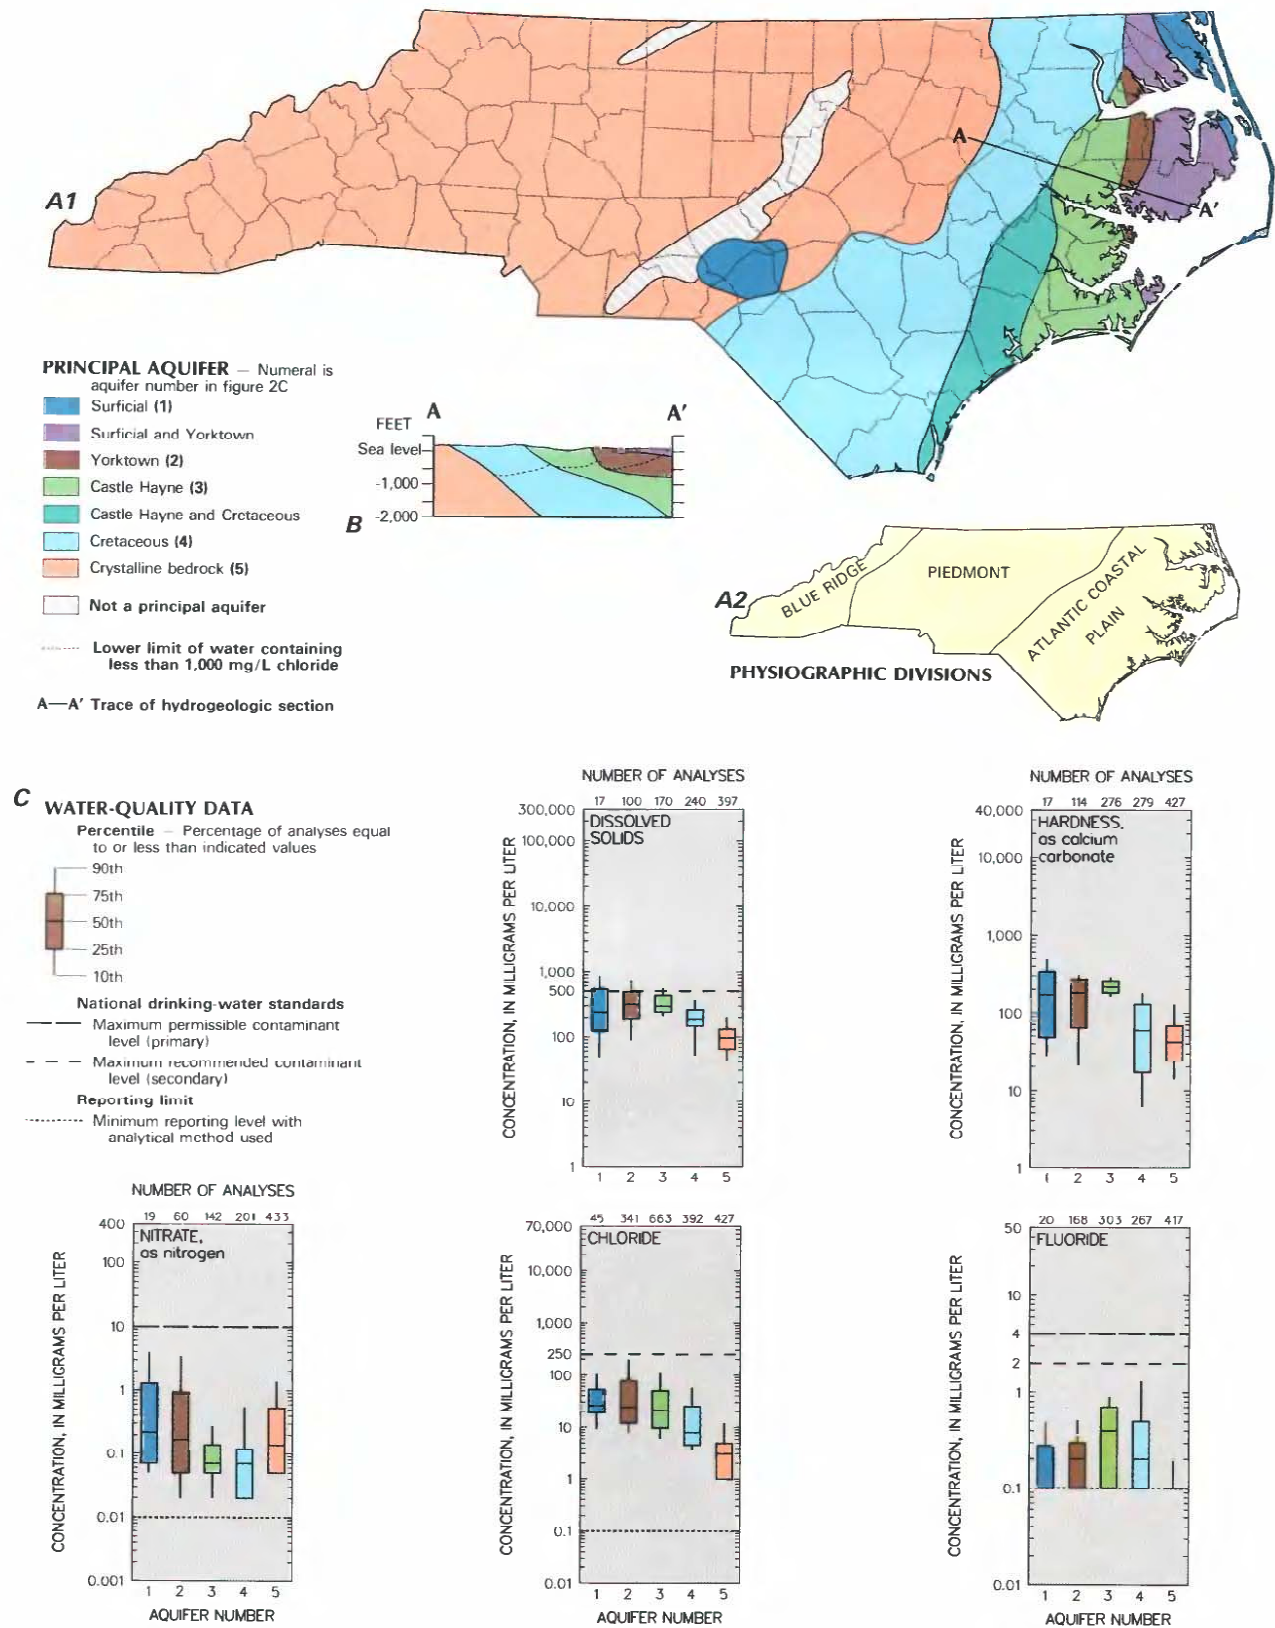 A1
A
A'
PRINCIPAL AQUIFER — Numeral is
aquifer number in figure 2C
Surficial (1)
Surficial and Yorktown
Yorktown (2)
Castle Hayne (3)
Castle Hayne and Cretaceous
Cretaceous (4)
Crystalline bedrock (5)
Not a principal aquifer
Lower limit of water containing
less than 1,000 mg/L chloride
A—A' Trace of hydrogeologic section
FEET A A'
Sea level
-1,000
-2,000
B
A2
BLUE RIDGE
PIEDMONT
ATLANTIC COASTAL
PLAIN
PHYSIOGRAPHIC DIVISIONS
C WATER-QUALITY DATA
Percentile — Percentage of analyses equal
to or less than indicated values
90th
75th
50th
25th
10th
National drinking-water standards
Maximum permissible contaminant
level (primary)
Maximum recommended contaminant
level (secondary)
Reporting limit
Minimum reporting level with
analytical method used
NUMBER OF ANALYSES
17 100 170 240 397
DISSOLVED
SOLIDS
CONCENTRATION, IN MILLIGRAMS PER LITER
300,000
100,000
10,000
1,000
500
100
10
1
1 2 3 4 5
NUMBER OF ANALYSES
17 114 276 279 427
HARDNESS,
as calcium
carbonate
CONCENTRATION, IN MILLIGRAMS PER LITER
40,000
10,000
1,000
100
10
1
1 2 3 4 5
NUMBER OF ANALYSES
19 60 142 201 433
NITRATE,
as nitrogen
CONCENTRATION, IN MILLIGRAMS PER LITER
400
100
10
1
0.1
0.01
0.001
1 2 3 4 5
AQUIFER NUMBER
45 341 663 392 427
CHLORIDE
CONCENTRATION, IN MILLIGRAMS PER LITER
70,000
10,000
1,000
250
100
10
1
0.1
0.01
1 2 3 4 5
AQUIFER NUMBER
20 168 303 267 417
FLUORIDE
CONCENTRATION, IN MILLIGRAMS PER LITER
50
10
4
2
1
0.1
0.01
1 2 3 4 5
AQUIFER NUMBER